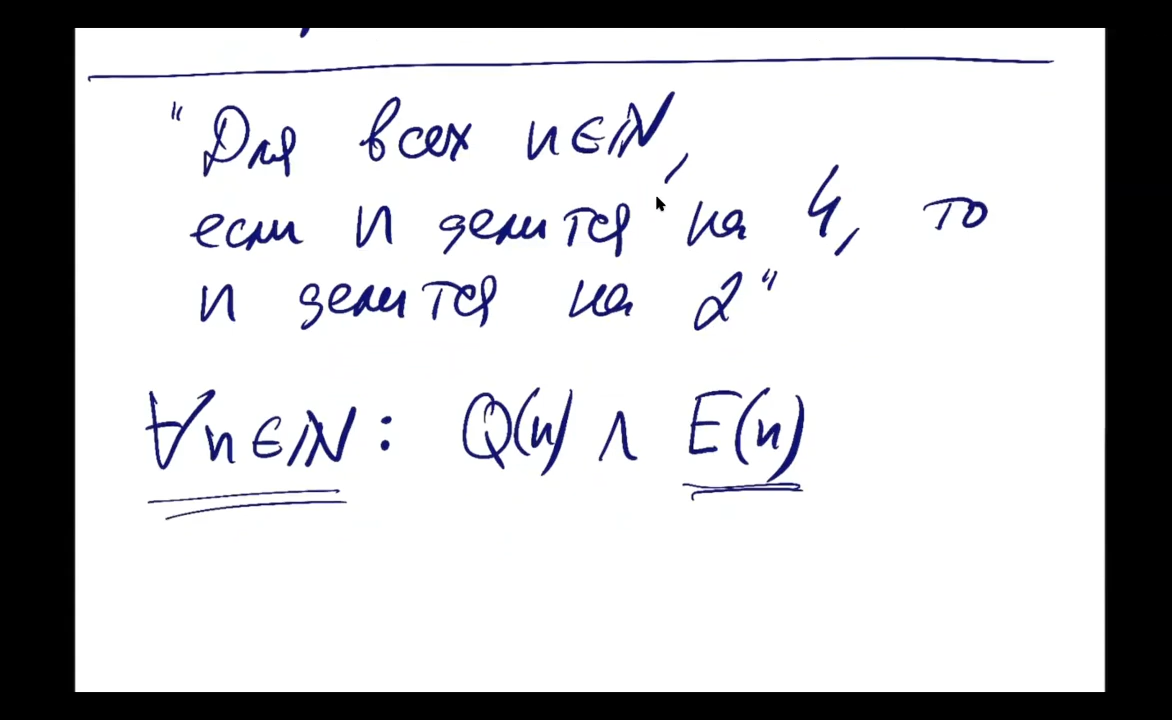 "Для всех n∈ℕ,
если n делится на 4, то
n делится на 2"
∀n∈ℕ: Q(n) ∧ E(n)